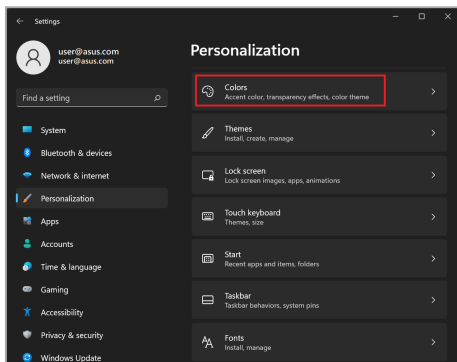 Settings
user@asus.com
user@asus.com
Find a setting
System
Bluetooth & devices
Network & internet
Personalization
Apps
Accounts
Time & language
Gaming
Accessibility
Privacy & security
Windows Update
Personalization
Colors
Accent color, transparency effects, color theme
Themes
Install, create, manage
Lock screen
Lock screen images, apps, animations
Touch keyboard
Themes, size
Start
Recent apps and items, folders
Taskbar
Taskbar behaviors, system pins
Fonts
Install, manage